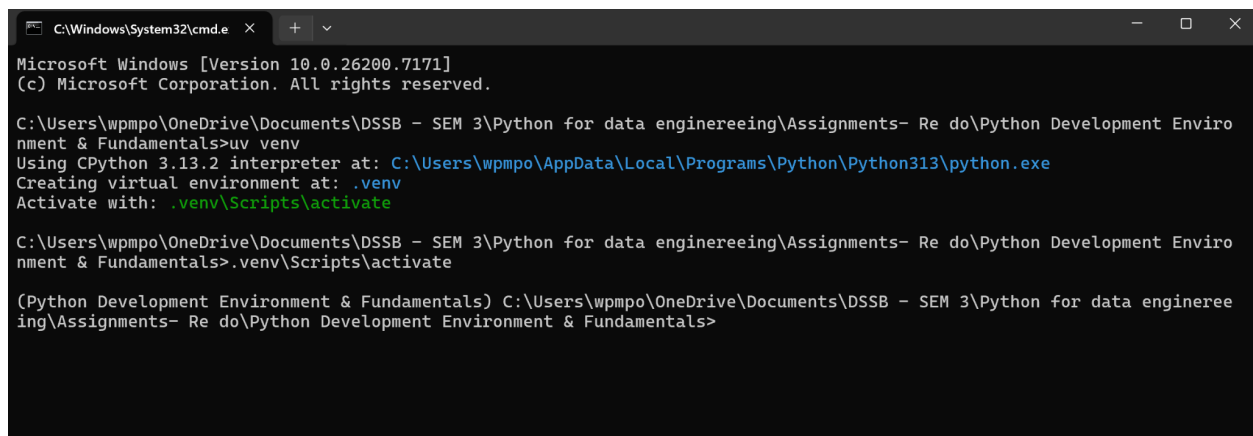 C:\Windows\System32\cmd.e
Microsoft Windows [Version 10.0.26200.7171]
(c) Microsoft Corporation. All rights reserved.
C:\Users\wpmpo\OneDrive\Documents\DSSB - SEM 3\Python for data enginereeing\Assignments- Re do\Python Development Enviro
nment & Fundamentals>uv venv
Using CPython 3.13.2 interpreter at: C:\Users\wpmpo\AppData\Local\Programs\Python\Python313\python.exe
Creating virtual environment at: .venv
Activate with: .venv\Scripts\activate
C:\Users\wpmpo\OneDrive\Documents\DSSB - SEM 3\Python for data enginereeing\Assignments- Re do\Python Development Enviro
nment & Fundamentals>.venv\Scripts\activate
(Python Development Environment & Fundamentals) C:\Users\wpmpo\OneDrive\Documents\DSSB - SEM 3\Python for data engineree
ing\Assignments- Re do\Python Development Environment & Fundamentals>